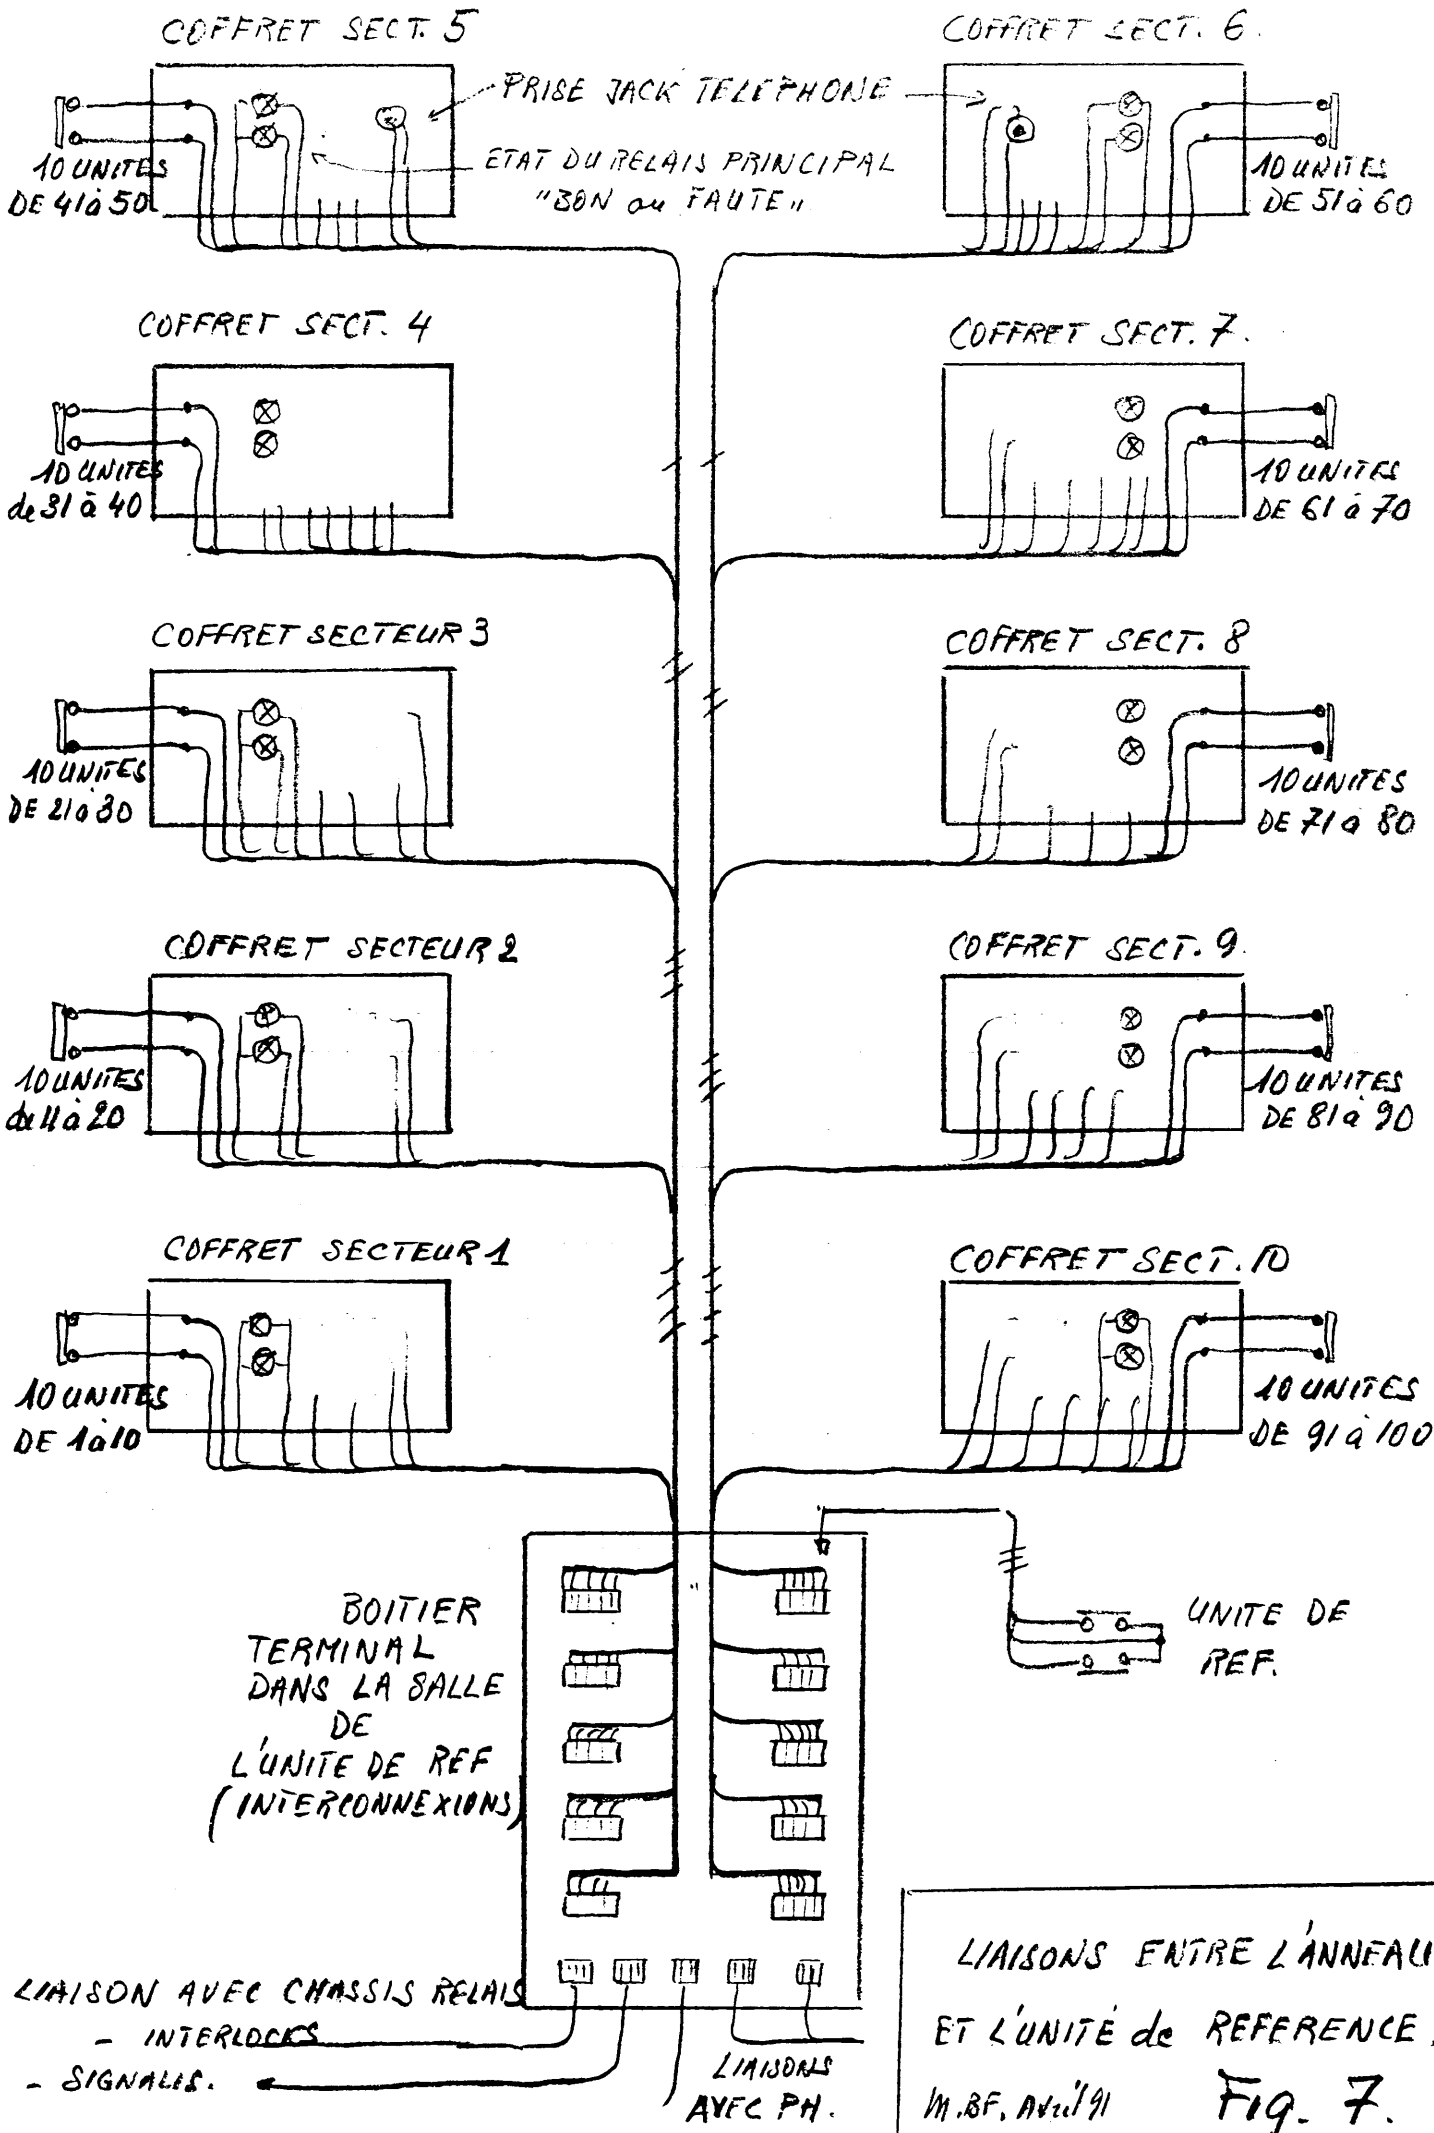 COFFRET SECT. 5
COFFRET SECT. 6.
PRISE JACK TELEPHONE
ETAT DU RELAIS PRINCIPAL
"BON ou FAUTE"
10 UNITES
DE 41 à 50
10 UNITES
DE 51 à 60
COFFRET SECT. 4
COFFRET SECT. 7.
10 UNITES
de 31 à 40
10 UNITES
DE 61 à 70
COFFRET SECTEUR 3
COFFRET SECT. 8
10 UNITES
DE 21 à 30
10 UNITES
DE 71 à 80
COFFRET SECTEUR 2
COFFRET SECT. 9.
10 UNITES
de 11 à 20
10 UNITES
DE 81 à 90
COFFRET SECTEUR 1
COFFRET SECT. 10
10 UNITES
DE 1 à 10
10 UNITES
DE 91 à 100
BOITIER
TERMINAL
DANS LA SALLE
DE
L'UNITE DE REF
(INTERCONNEXIONS)
UNITE DE
REF.
LIAISON AVEC CHASSIS RELAIS
- INTERLOCKS
- SIGNALIS.
LIAISONS
AVEC PH.
LIAISONS ENTRE L'ANNEAU
ET L'UNITÉ de REFERENCE.
M.BF. Avril 91
Fig. 7.